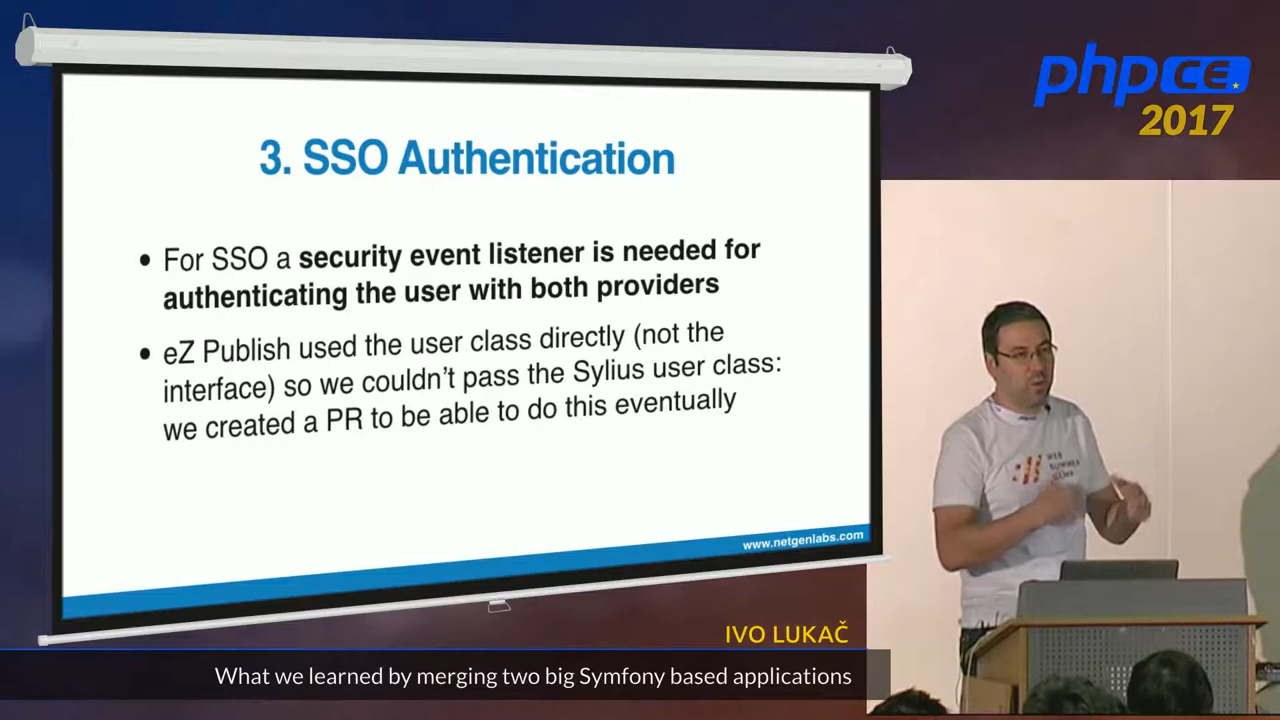 phpCE
2017
3. SSO Authentication
• For SSO a security event listener is needed for
authenticating the user with both providers
• eZ Publish used the user class directly (not the
interface) so we couldn't pass the Sylius user class:
we created a PR to be able to do this eventually
www.netgenlabs.com
WEB
SUMMER
CAMP
IVO LUKAČ
What we learned by merging two big Symfony based applications